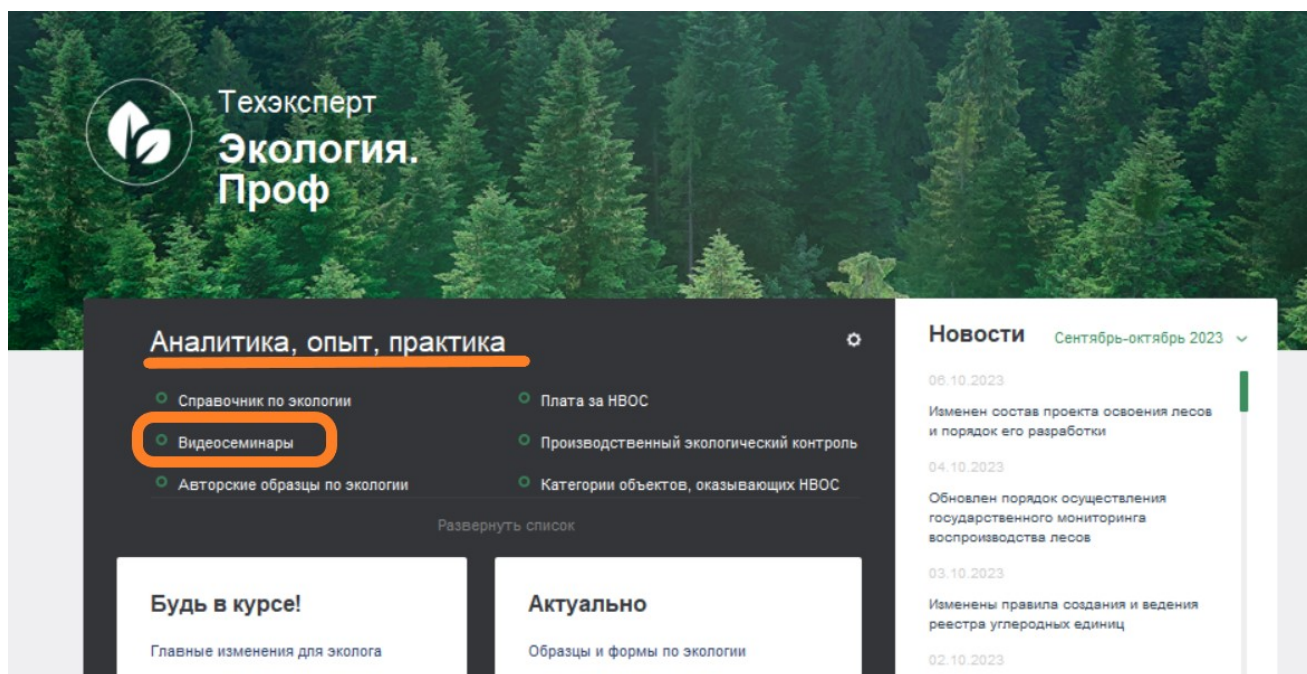 Техэксперт
Экология.
Проф
Аналитика, опыт, практика
Справочник по экологии
Видеосеминары
Авторские образцы по экологии
Плата за НВОС
Производственный экологический контроль
Категории объектов, оказывающих НВОС
Развернуть список
Будь в курсе!
Главные изменения для эколога
Актуально
Образцы и формы по экологии
Новости
Сентябрь-октябрь 2023
06.10.2023
Изменен состав проекта освоения лесов
и порядок его разработки
04.10.2023
Обновлен порядок осуществления
государственного мониторинга
воспроизводства лесов
03.10.2023
Изменены правила создания и ведения
реестра углеродных единиц
02.10.2023